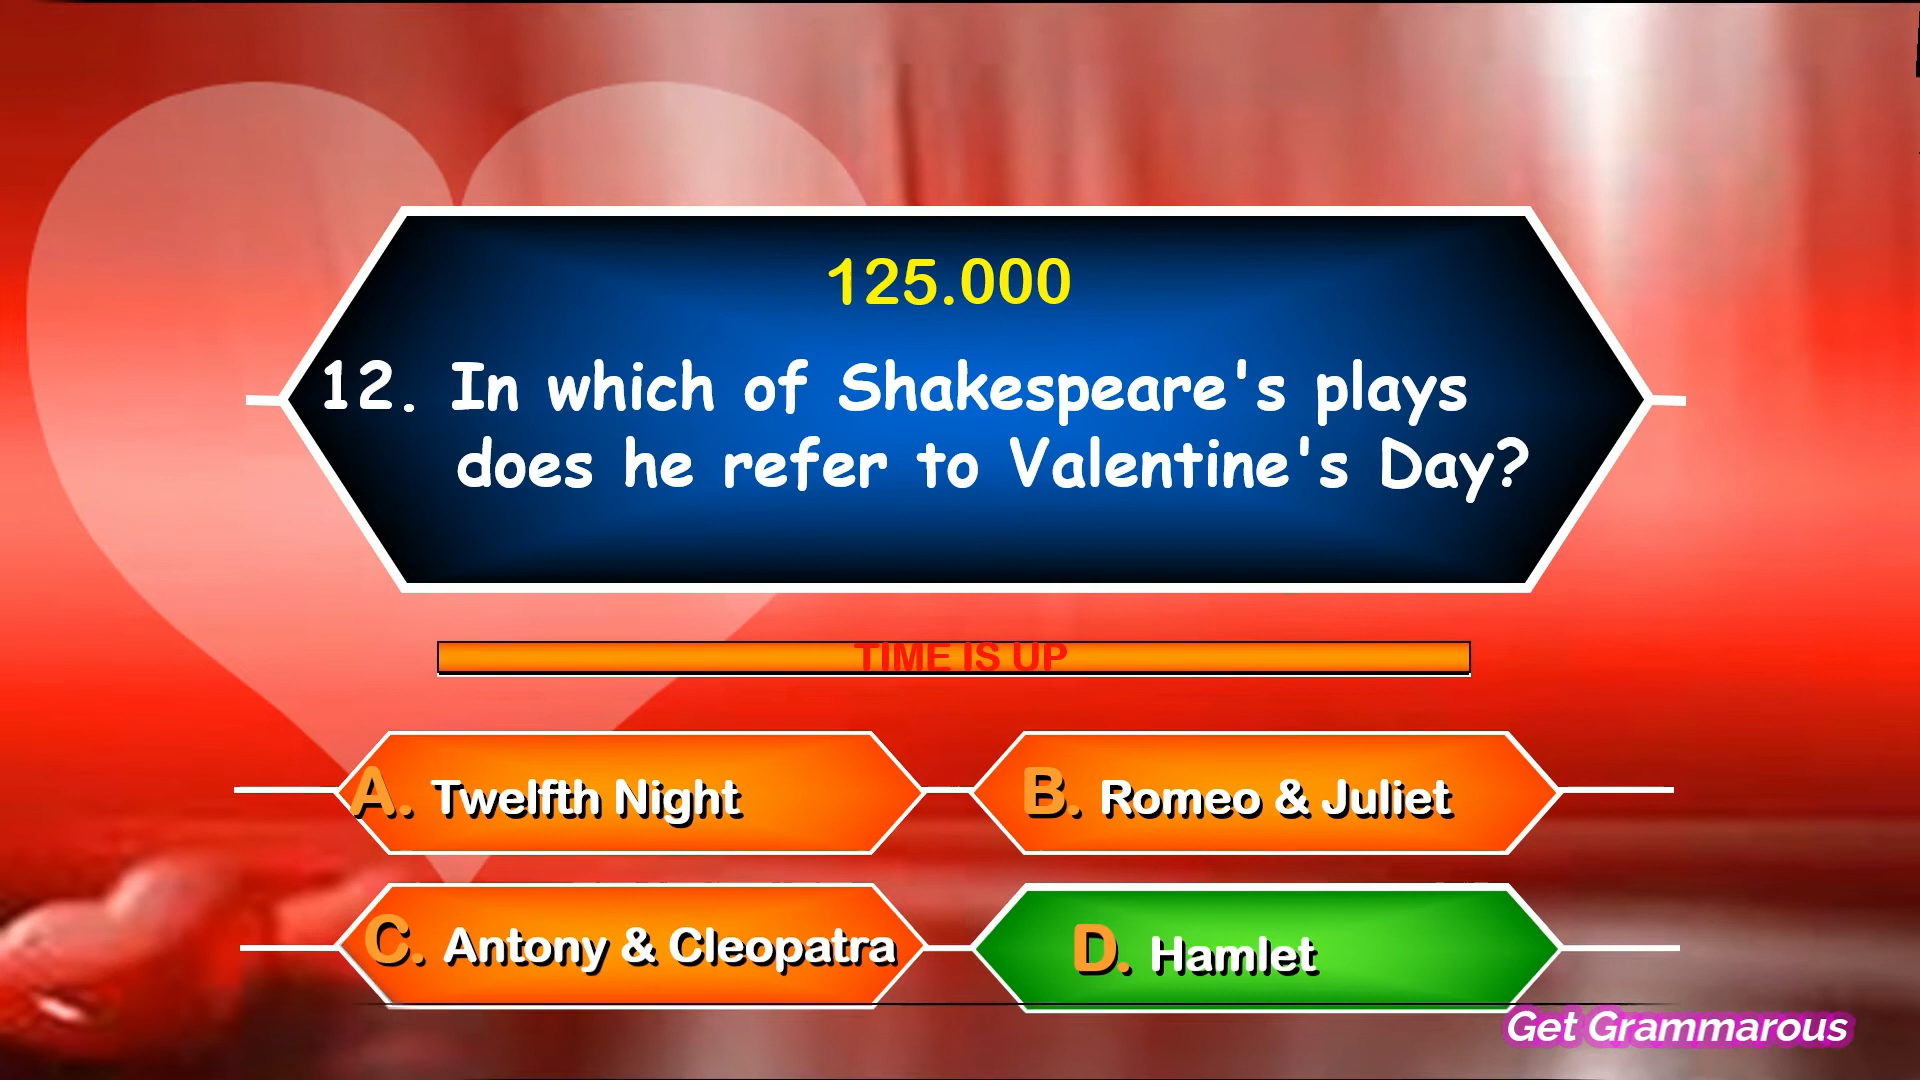 125.000
12. In which of Shakespeare's plays
does he refer to Valentine's Day?
TIME IS UP
A. Twelfth Night
B. Romeo & Juliet
C. Antony & Cleopatra
D. Hamlet
Get Grammarous